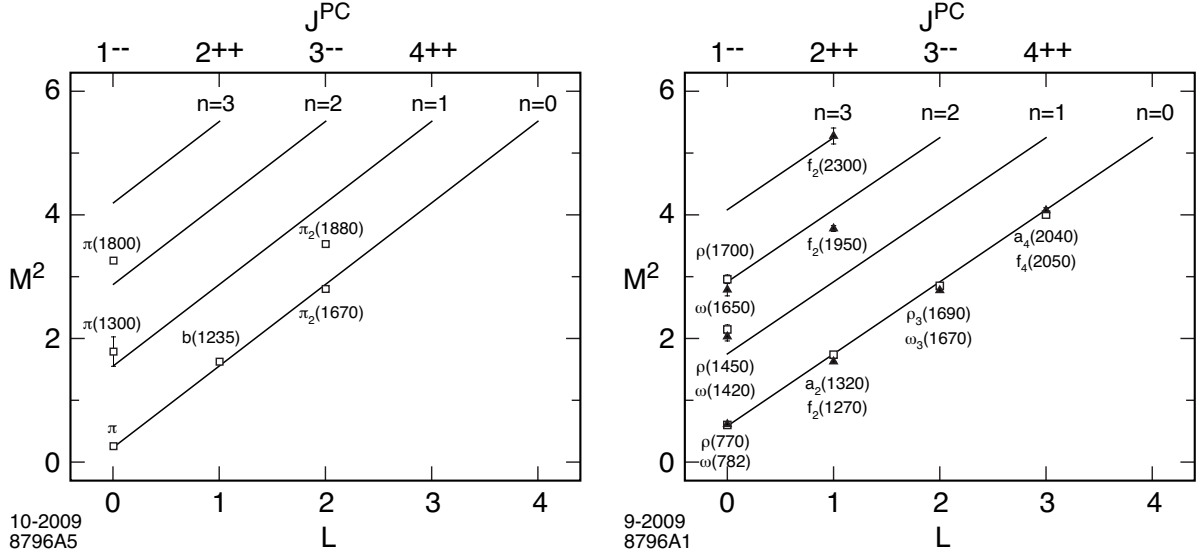 J^PC
1-- 2++ 3-- 4++
6
n=3 n=2 n=1 n=0
4
π(1800)
π₂(1880)
M²
π(1300)
b(1235)
π₂(1670)
2
π
0
0 1 2 3 4
L
10-2009
8796A5
J^PC
1-- 2++ 3-- 4++
6
n=3 n=2 n=1 n=0
f₂(2300)
4
ρ(1700)
f₂(1950)
a₄(2040)
f₄(2050)
M²
ω(1650)
ρ₃(1690)
ω₃(1670)
2
ρ(1450)
ω(1420)
a₂(1320)
f₂(1270)
ρ(770)
ω(782)
0
0 1 2 3 4
L
9-2009
8796A1